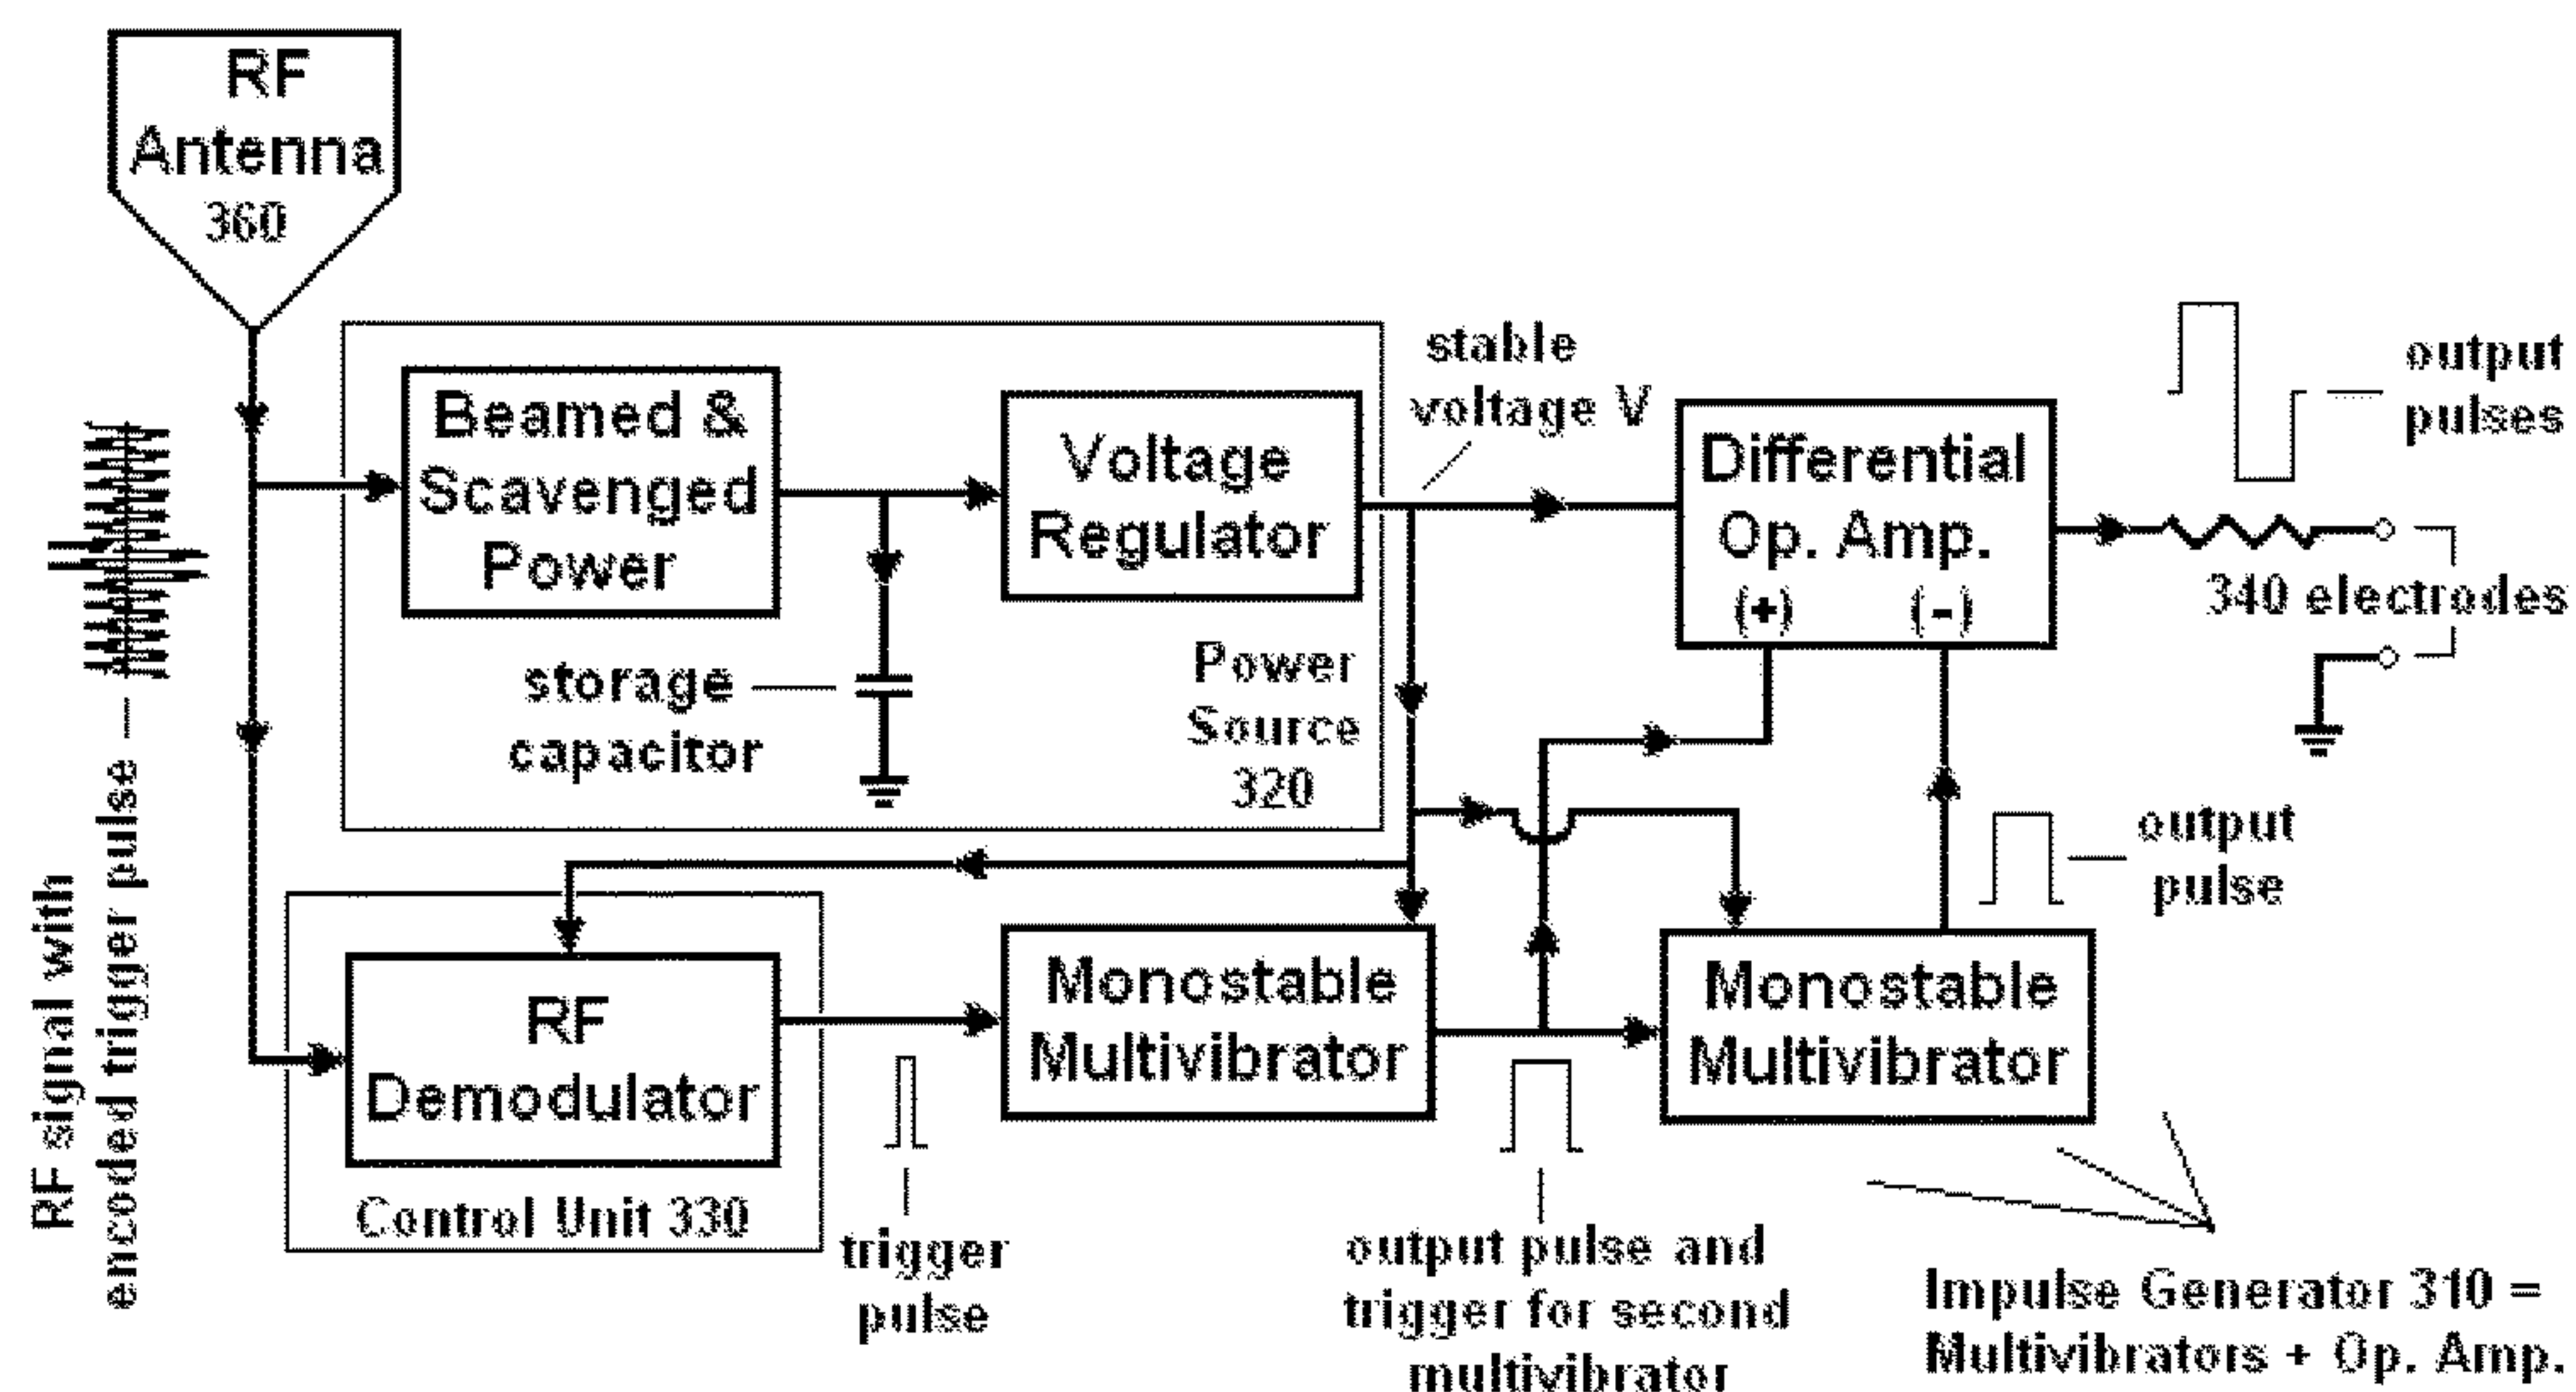 RF
Antenna
360
RF signal with
encoded trigger pulse
Beamed &
Scavenged
Power
Voltage
Regulator
storage
capacitor
Power
Source
320
stable
voltage V
Differential
Op. Amp.
(+) (-)
output
pulses
340 electrodes
output
pulse
RF
Demodulator
Control Unit 330
trigger
pulse
Monostable
Multivibrator
output pulse and
trigger for second
multivibrator
Monostable
Multivibrator
Impulse Generator 310 =
Multivibrators + Op. Amp.